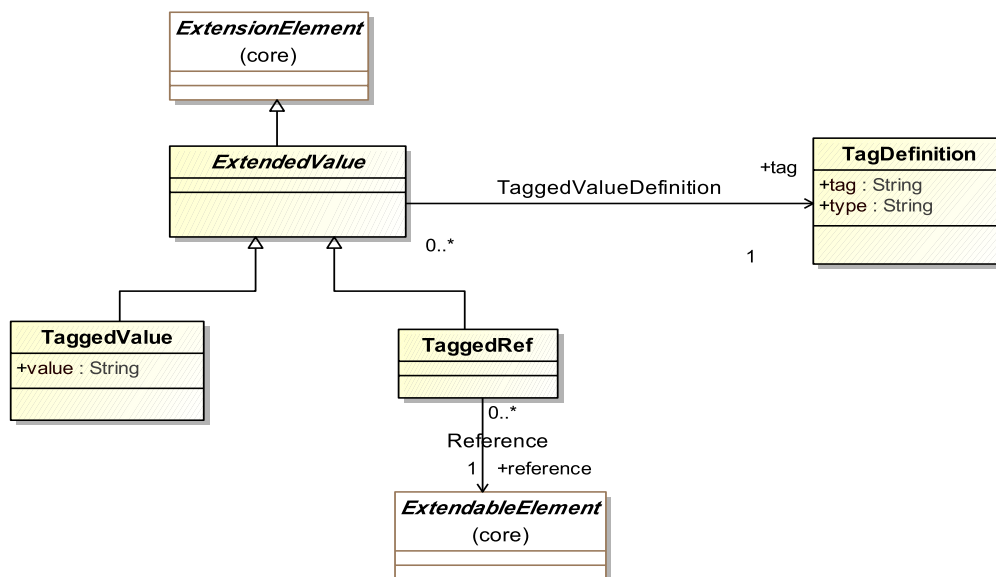 ExtensionElement
(core)
ExtendedValue
TagDefinition
+tag
+tag : String
+type : String
TaggedValueDefinition
0..*
1
TaggedValue
+value : String
TaggedRef
0..*
Reference
1
+reference
ExtendableElement
(core)